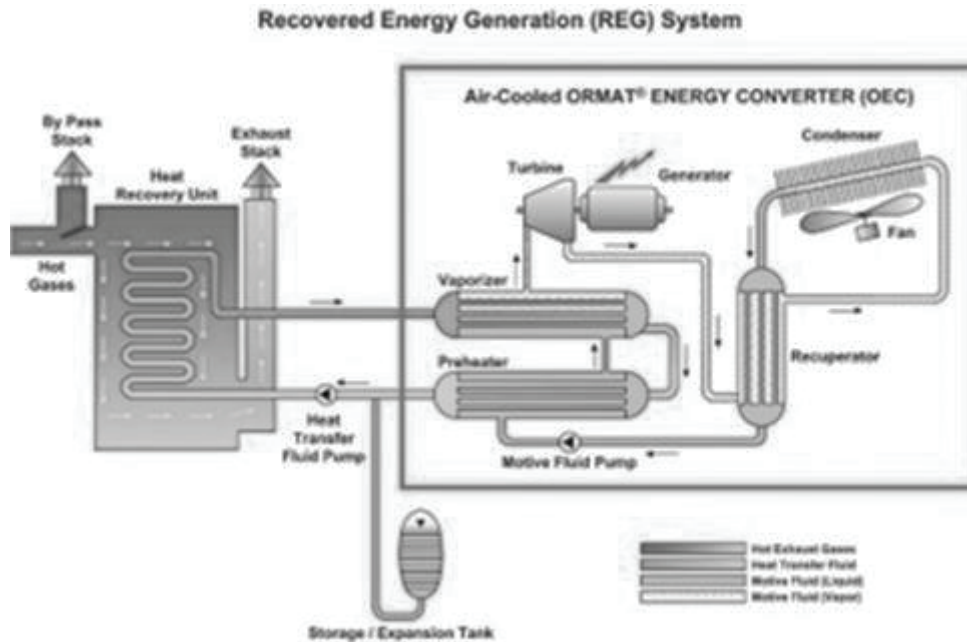 Recovered Energy Generation (REG) System
Air-Cooled ORMAT® ENERGY CONVERTER (OEC)
By Pass
Stack
Exhaust
Stack
Heat
Recovery Unit
Hot
Gases
Turbine
Generator
Condenser
Fan
Vaporizer
Preheater
Recuperator
Heat
Transfer
Fluid Pump
Motive Fluid Pump
Storage / Expansion Tank
Hot Exhaust Gases
Heat Transfer Fluid
Motive Fluid (Liquid)
Motive Fluid (Vapor)